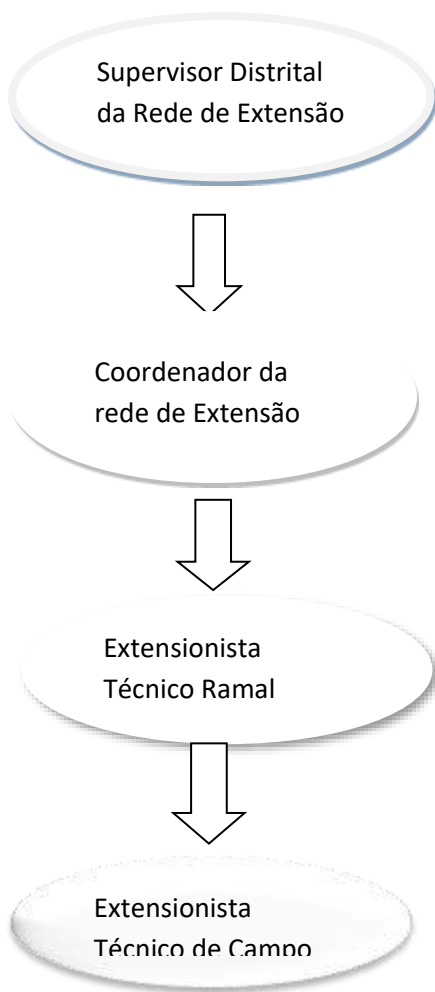 Supervisor Distrital
da Rede de Extensão
Coordenador da
rede de Extensão
Extensionista
Técnico Ramal
Extensionista
Técnico de Campo